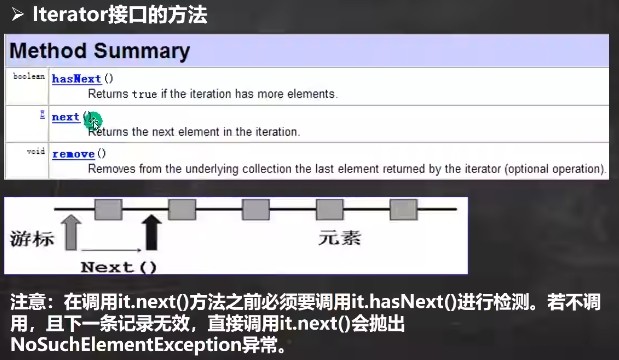 ➢ Iterator接口的方法
Method Summary
boolean hasNext()
Returns true if the iteration has more elements.
E next()
Returns the next element in the iteration.
void remove()
Removes from the underlying collection the last element returned by the iterator (optional operation).
游标 元素
Next()
注意：在调用it.next()方法之前必须要调用it.hasNext()进行检测。若不调
用，且下一条记录无效，直接调用it.next()会抛出
NoSuchElementException异常。